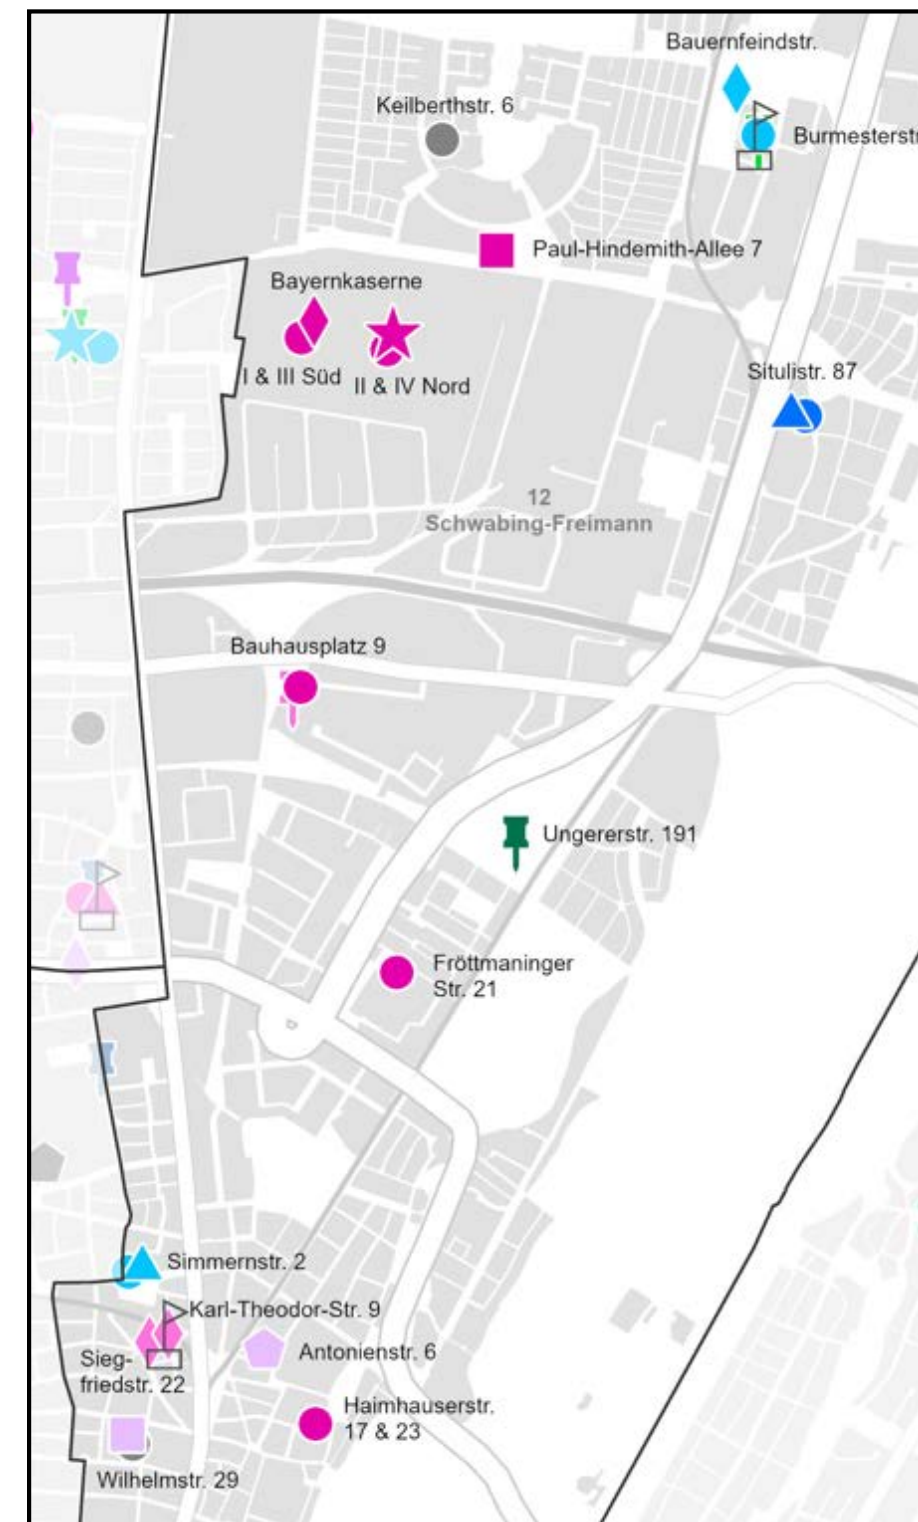 Bauernfeindstr.
Keilberthstr. 6
Burmesterstr
Paul-Hindemith-Allee 7
Bayernkaserne
I & III Süd
II & IV Nord
Situlistr. 87
12
Schwabing-Freimann
Bauhausplatz 9
Ungererstr. 191
Fröttmaninger
Str. 21
Simmernstr. 2
Karl-Theodor-Str. 9
Sieg-
friedstr. 22
Antonienstr. 6
Haimhauserstr.
17 & 23
Wilhelmstr. 29